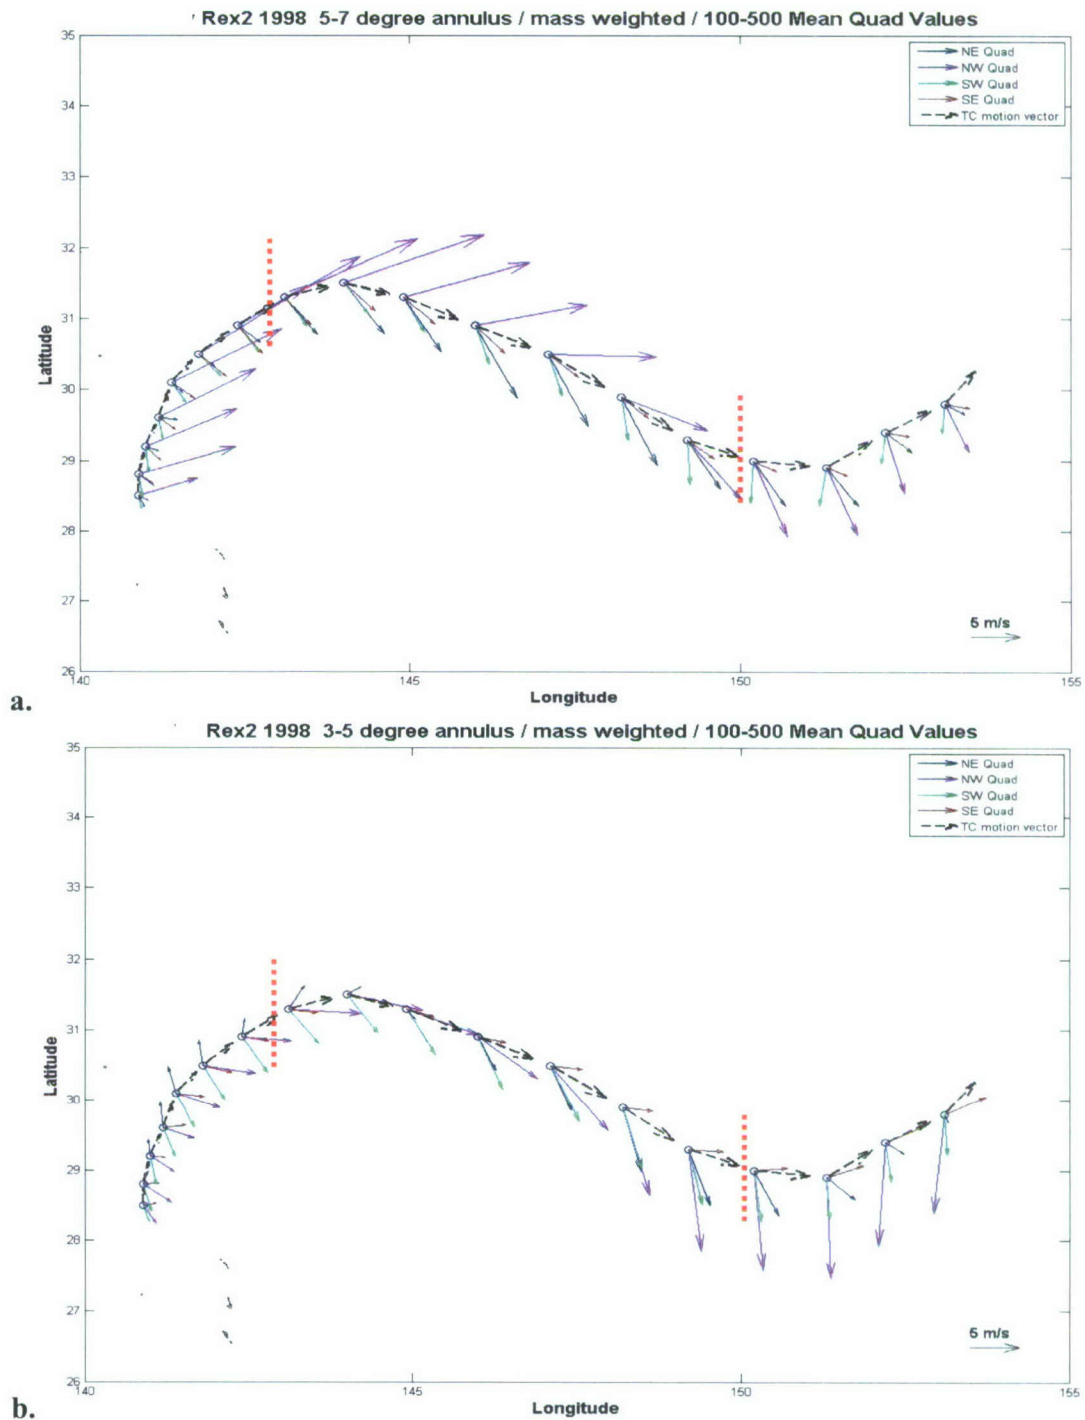 Rex2 1998 5-7 degree annulus / mass weighted / 100-500 Mean Quad Values
35
34
33
32
31
30
29
28
27
26
Latitude
NE Quad
NW Quad
SW Quad
SE Quad
TC motion vector
5 m/s
140
145
150
155
Longitude
a.
Rex2 1998 3-5 degree annulus / mass weighted / 100-500 Mean Quad Values
35
34
33
32
31
30
29
28
27
26
Latitude
NE Quad
NW Quad
SW Quad
SE Quad
TC motion vector
5 m/s
140
145
150
155
Longitude
b.